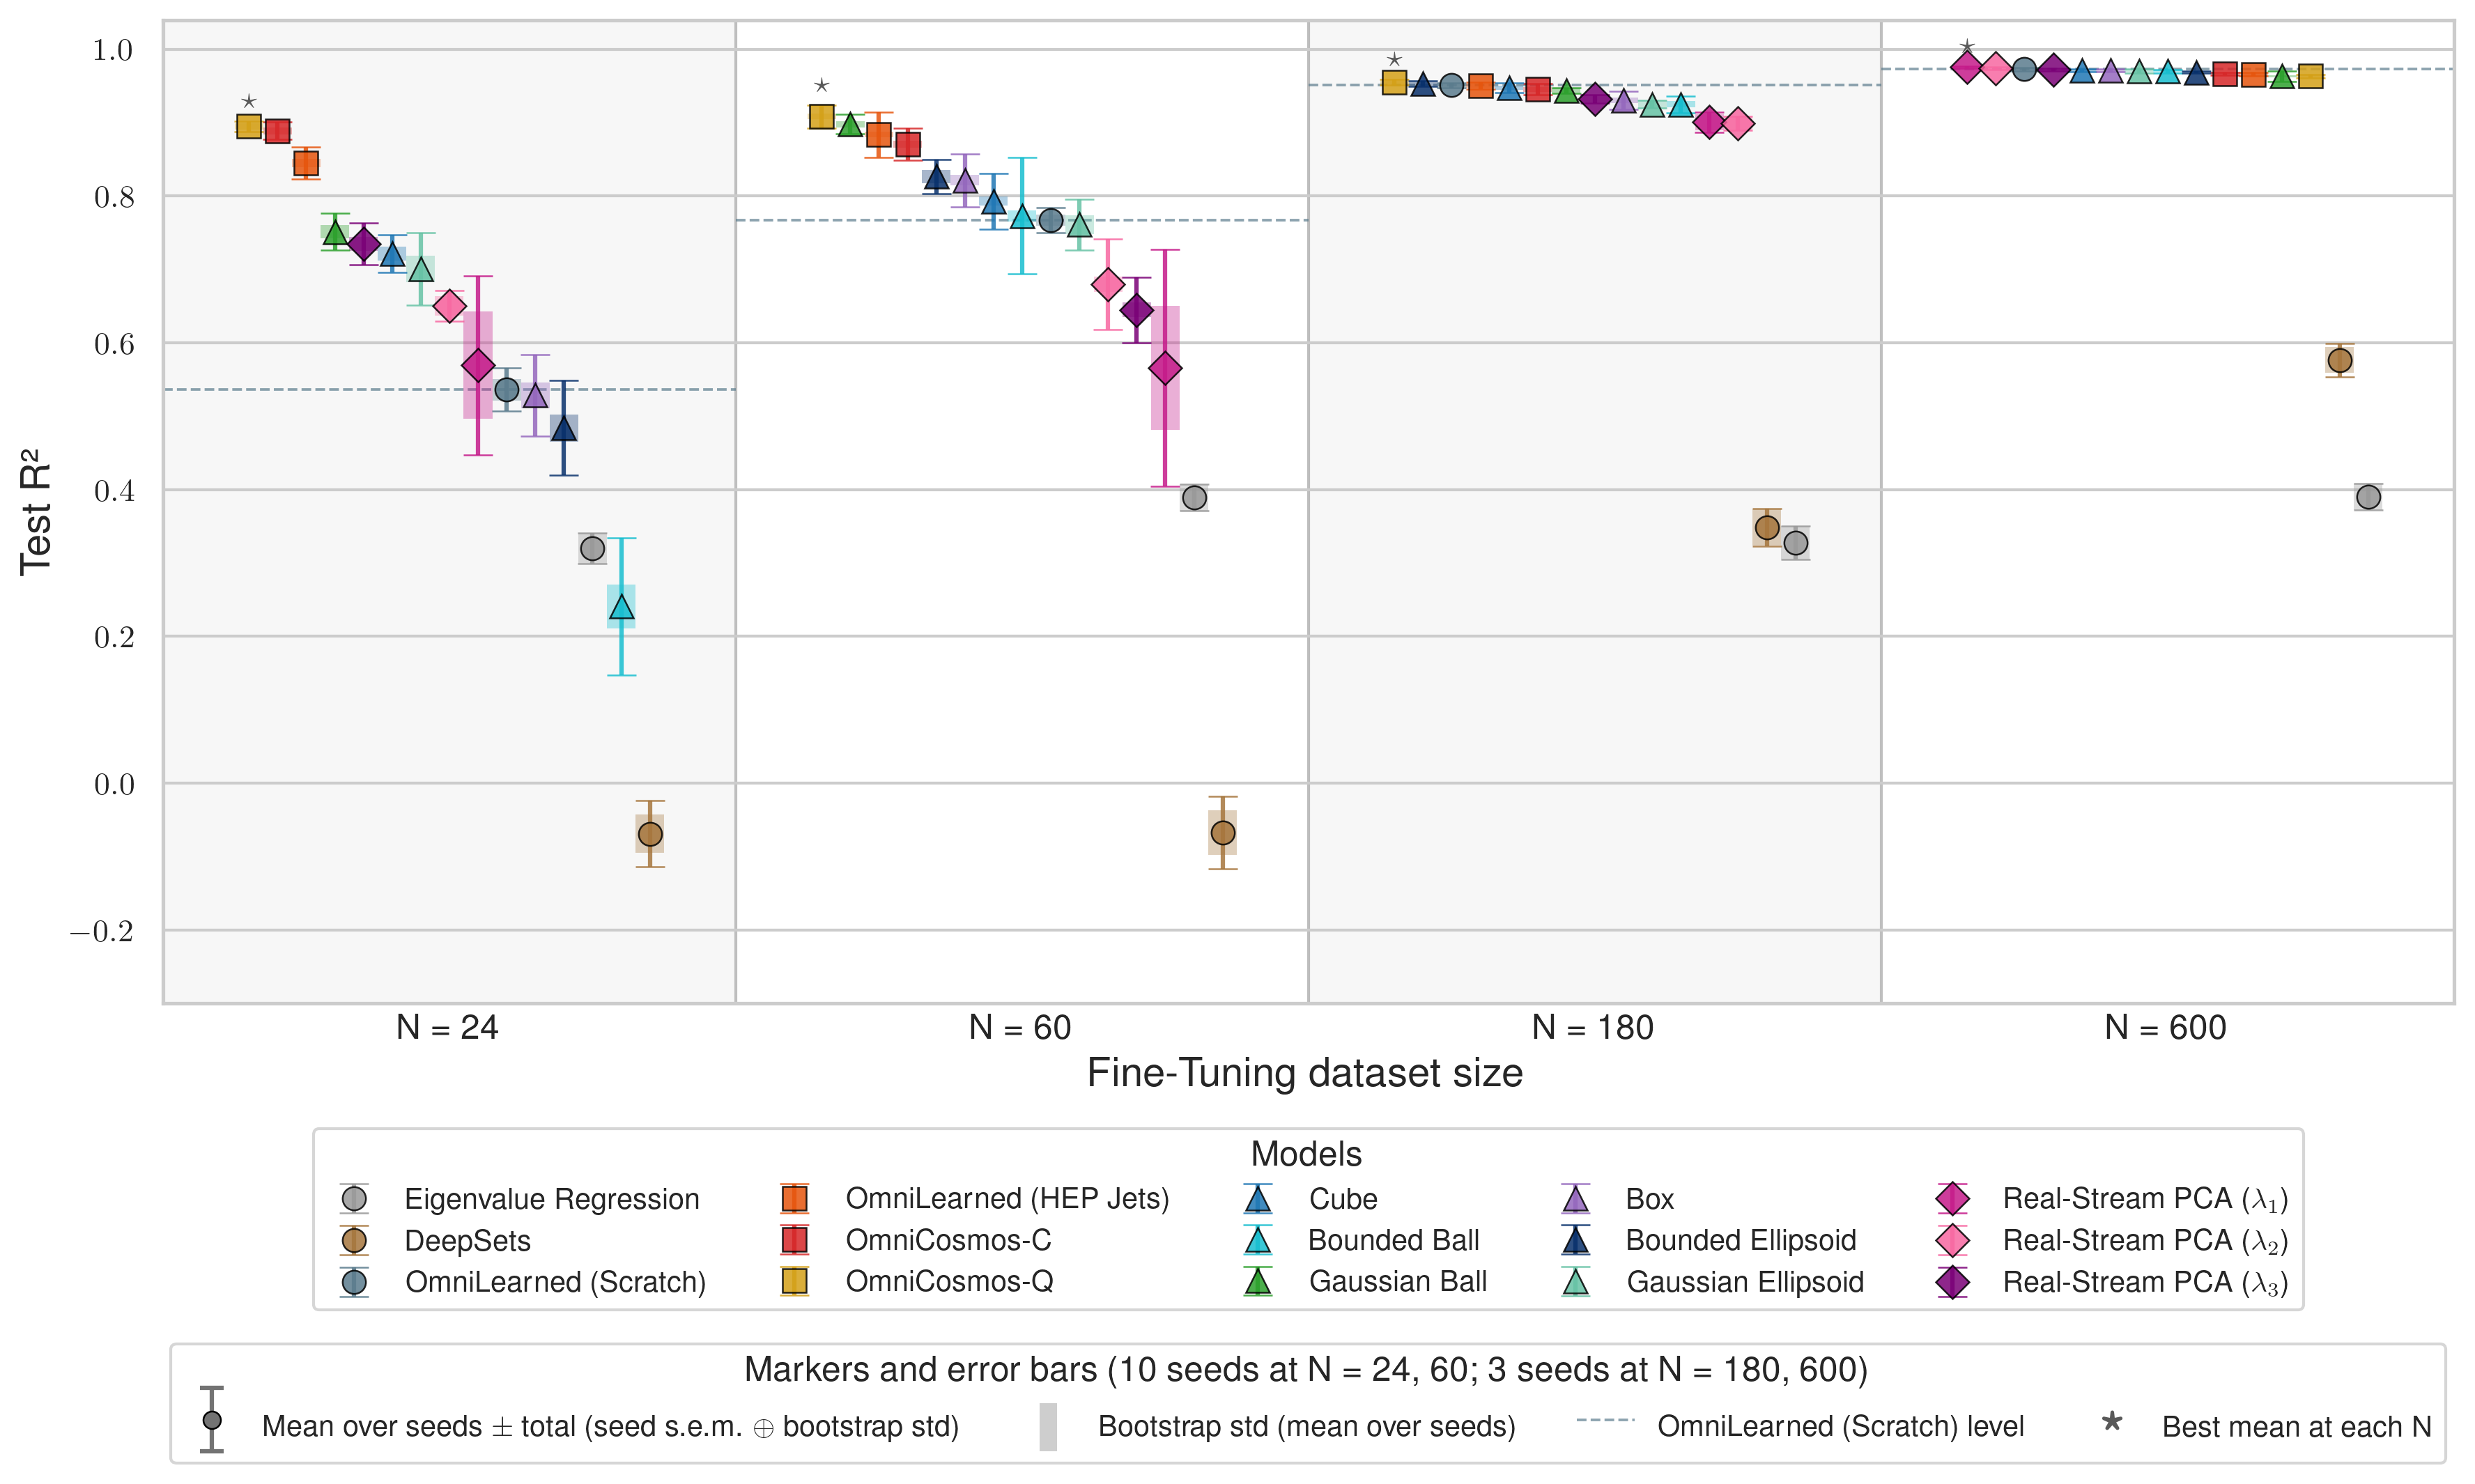 1.0
0.8
0.6
0.4
0.2
0.0
−0.2
Test R²
N = 24 N = 60 N = 180 N = 600
Fine-Tuning dataset size
Models
Eigenvalue Regression OmniLearned (HEP Jets) Cube Box Real-Stream PCA (λ₁)
DeepSets OmniCosmos-C Bounded Ball Bounded Ellipsoid Real-Stream PCA (λ₂)
OmniLearned (Scratch) OmniCosmos-Q Gaussian Ball Gaussian Ellipsoid Real-Stream PCA (λ₃)
Markers and error bars (10 seeds at N = 24, 60; 3 seeds at N = 180, 600)
Mean over seeds ± total (seed s.e.m. ⊕ bootstrap std) Bootstrap std (mean over seeds) OmniLearned (Scratch) level Best mean at each N